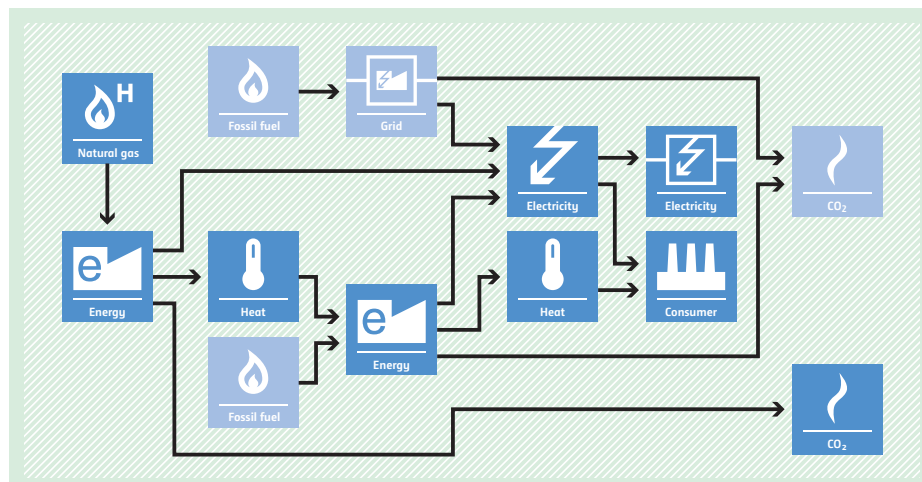 Fossil fuel
Grid
H
Natural gas
Electricity
Electricity
CO₂
e
Energy
Heat
e
Energy
Heat
Consumer
Fossil fuel
CO₂